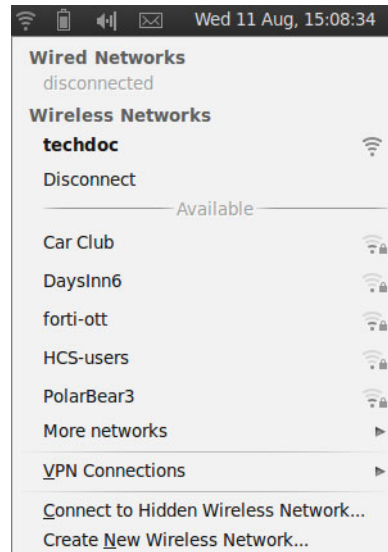 Wed 11 Aug, 15:08:34
Wired Networks
disconnected
Wireless Networks
techdoc
Disconnect
Available
Car Club
DaysInn6
forti-ott
HCS-users
PolarBear3
More networks
VPN Connections
Connect to Hidden Wireless Network...
Create New Wireless Network...